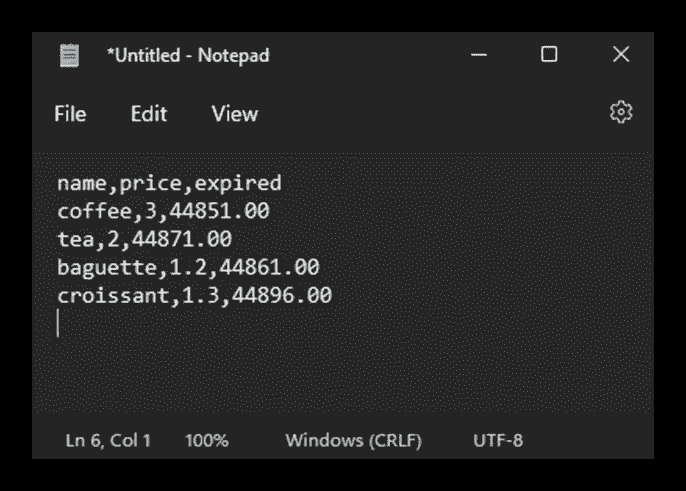 *Untitled - Notepad
File Edit View
name,price,expired
coffee,3,44851.00
tea,2,44871.00
baguette,1.2,44861.00
croissant,1.3,44896.00
Ln 6, Col 1 100% Windows (CRLF) UTF-8